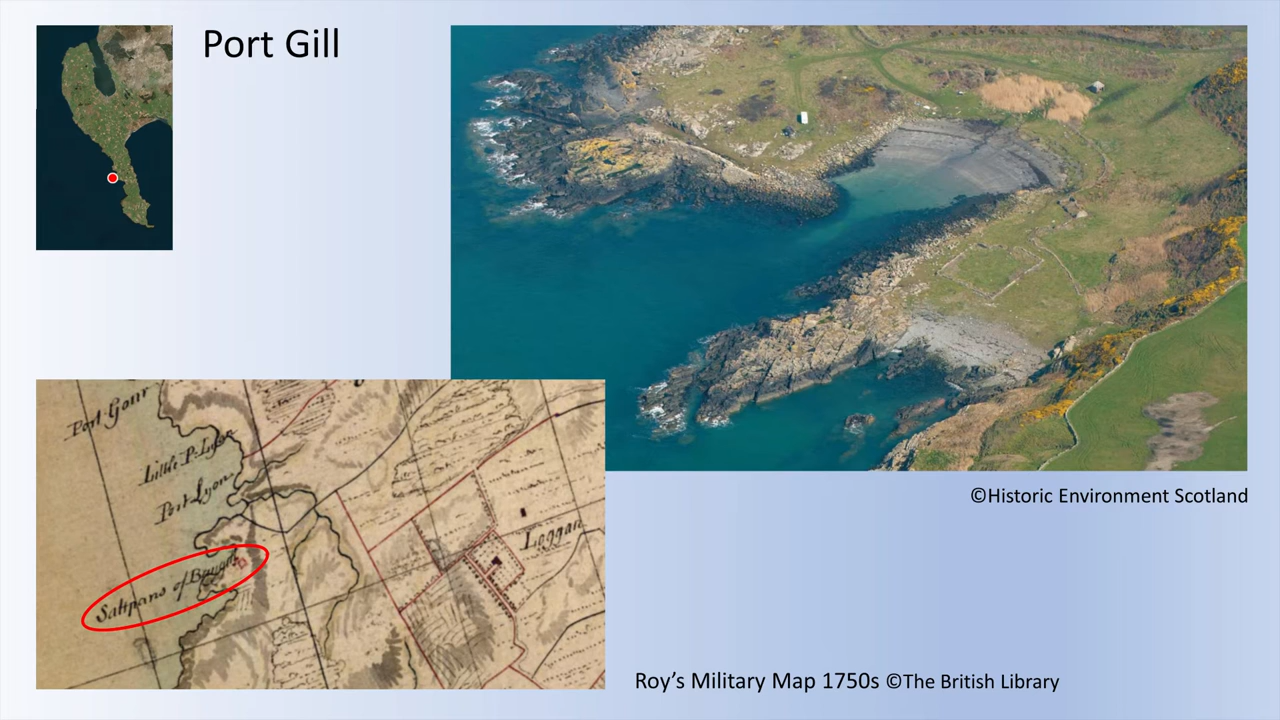 Port Gill
©Historic Environment Scotland
Port Gour
Little P: Lyon
Port Lyon
Saltpans of
Loggan
Roy’s Military Map 1750s ©The British Library